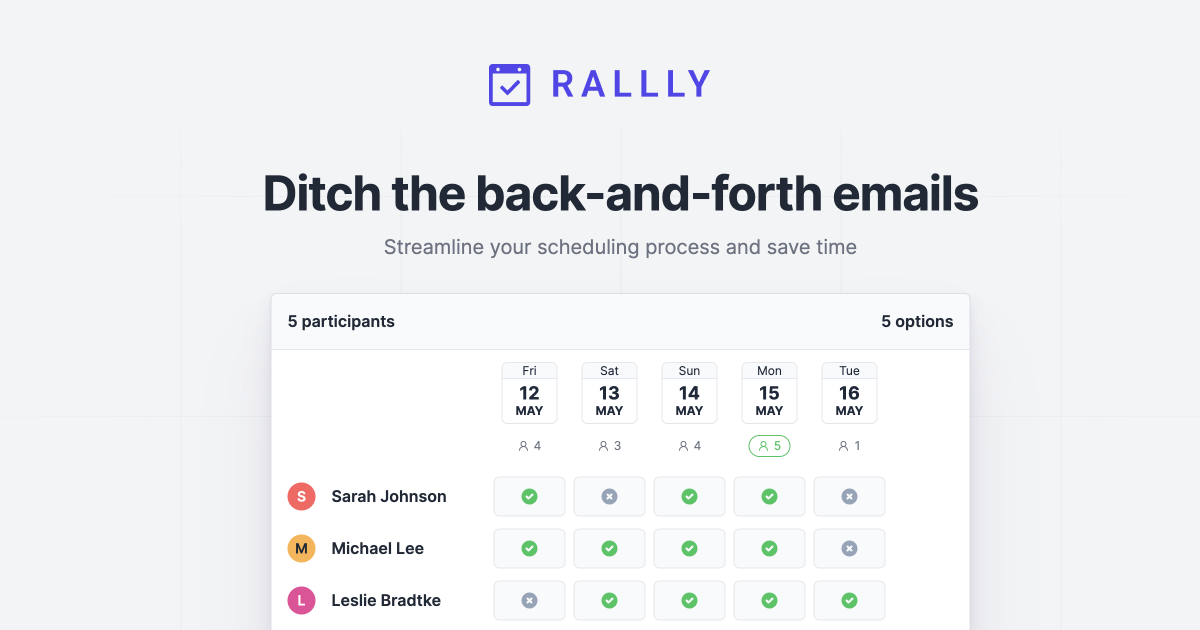 RALLLY
Ditch the back-and-forth emails
Streamline your scheduling process and save time
5 participants 5 options
Fri Sat Sun Mon Tue
12 13 14 15 16
MAY MAY MAY MAY MAY
4 3 4 5 1
S Sarah Johnson
M Michael Lee
L Leslie Bradtke